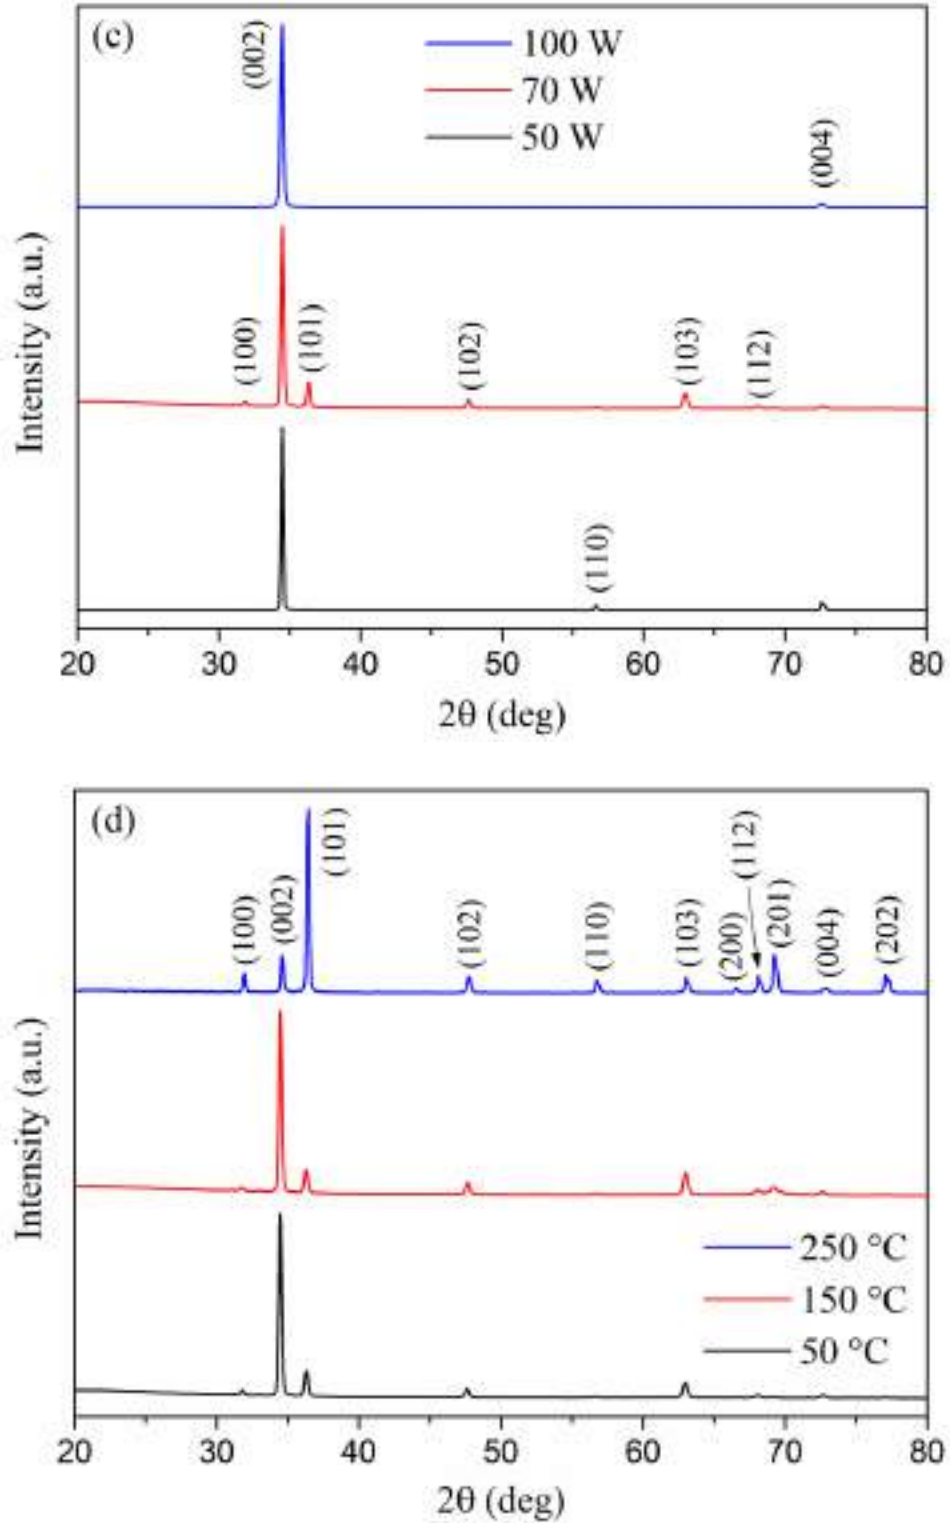 (c)
100 W
70 W
50 W
(002)
(004)
(100)
(101)
(102)
(103)
(112)
(110)
Intensity (a.u.)
20 30 40 50 60 70 80
2θ (deg)
(d)
(100)
(002)
(101)
(102)
(110)
(103)
(200)
(112)
(201)
(004)
(202)
Intensity (a.u.)
250 °C
150 °C
50 °C
20 30 40 50 60 70 80
2θ (deg)